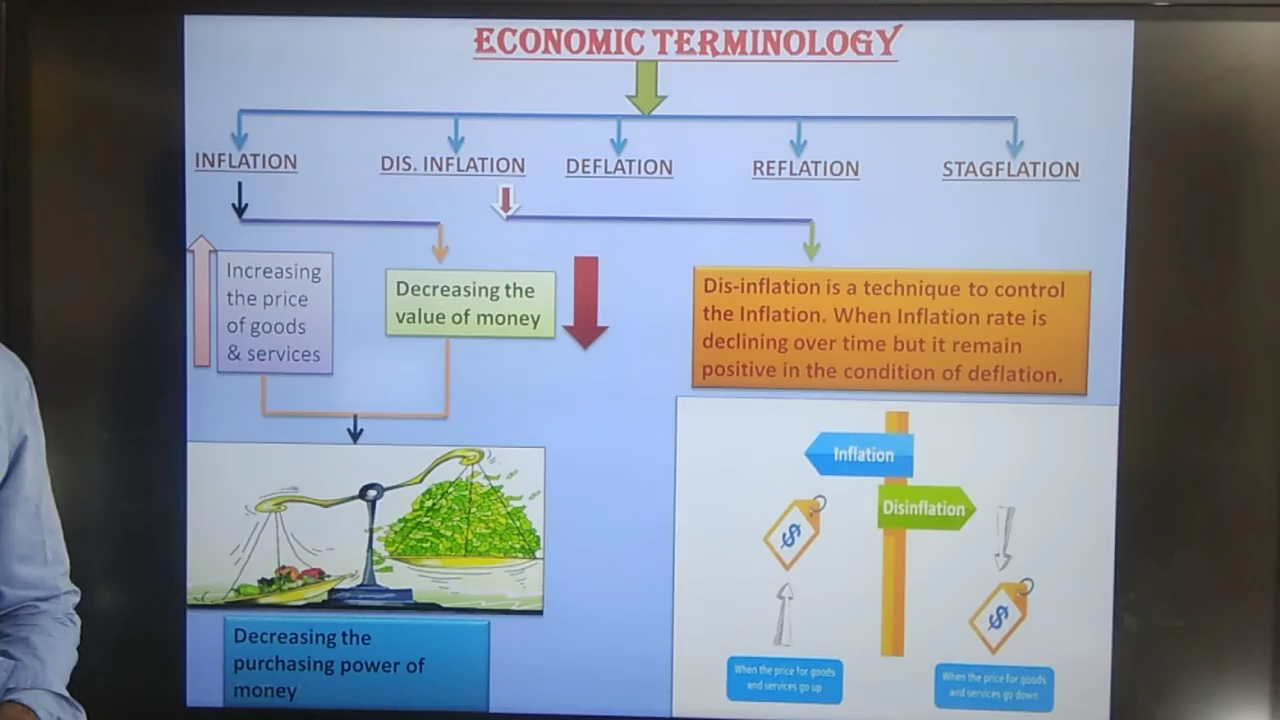 ECONOMIC TERMINOLOGY
INFLATION
DIS. INFLATION
DEFLATION
REFLATION
STAGFLATION
Increasing
the price
of goods
& services
Decreasing the
value of money
Dis-inflation is a technique to control
the Inflation. When Inflation rate is
declining over time but it remain
positive in the condition of deflation.
Decreasing the
purchasing power of
money
Inflation
Disinflation
$
$
When the price for goods
and services go up
When the price for goods
and services go down